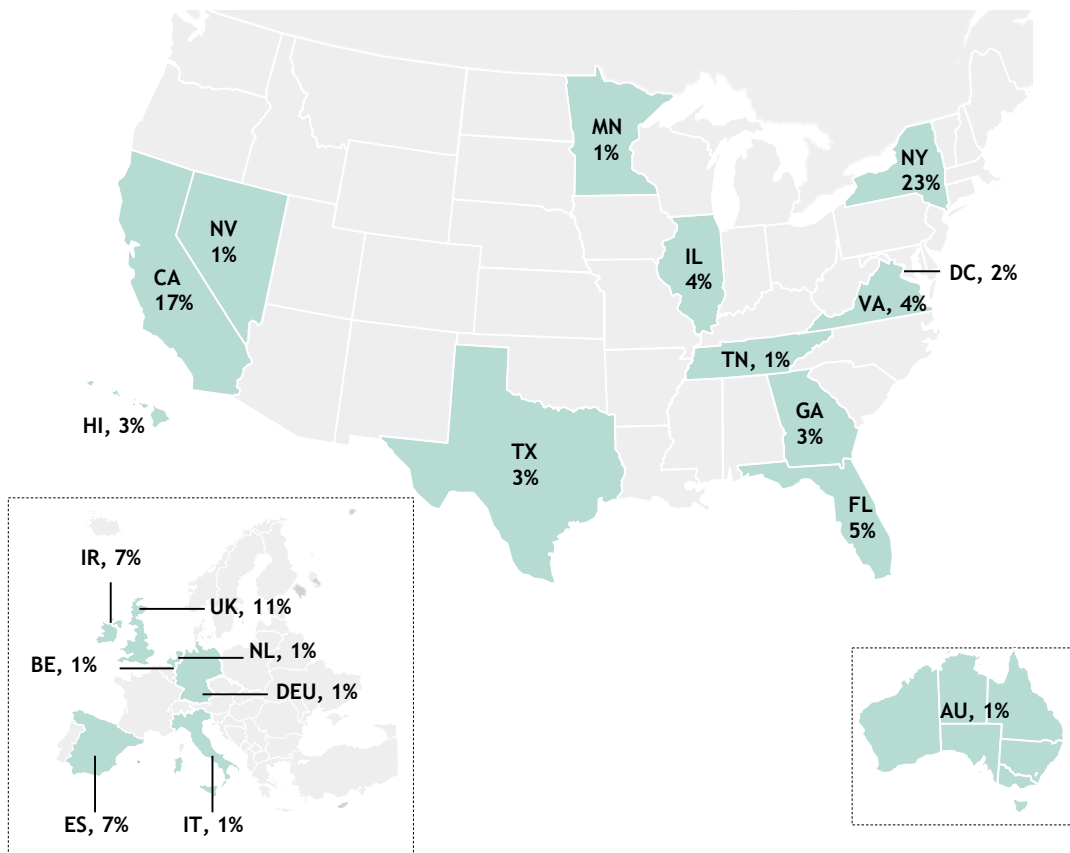 MN
1%
NY
23%
NV
1%
CA
17%
IL
4%
DC, 2%
VA, 4%
TN, 1%
HI, 3%
GA
3%
TX
3%
FL
5%
IR, 7%
UK, 11%
NL, 1%
BE, 1%
DEU, 1%
ES, 7%
IT, 1%
AU, 1%